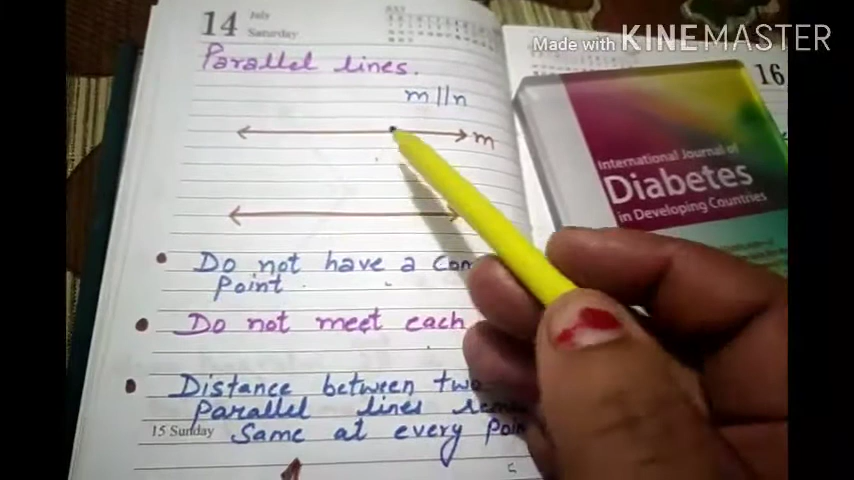 Made with KINEMASTER
14 July
Saturday
JULY
16
Parallel lines.
m||n
m
International Journal of
Diabetes
in Developing Countries
Do not have a
Point
Do not meet each
Distance between two
parallel lines
15 Sunday
Same at every